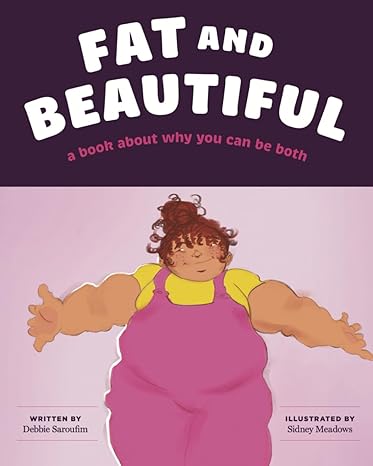 FAT AND
BEAUTIFUL
a book about why you can be both
WRITTEN BY
Debbie Saroufim
ILLUSTRATED BY
Sidney Meadows